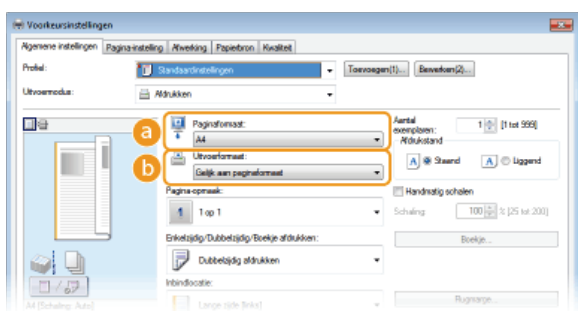 Voorkeursinstellingen
Algemene instellingen Pagina-instelling Afwerking Papierbron Kwaliteit
Profiel: Standaardinstellingen Toevoegen(1)... Bewerken(2)...
Uitvoermodus: Afdrukken
a Paginaformaat: Aantal exemplaren: 1 [1 tot 999]
A4 Afdrukstand
b Uitvoerformaat: A Staand A Liggend
Gelijk aan paginaformaat
Pagina-opmaak: Handmatig schalen
1 1 op 1 Schaling: 100 % [25 tot 200]
Enkelzijdig/Dubbelzijdig/Boekje afdrukken: Boekje...
Dubbelzijdig afdrukken
Inbindlocatie:
A4 [Schaling: Auto] Lange zijde [links] Rugmarge...